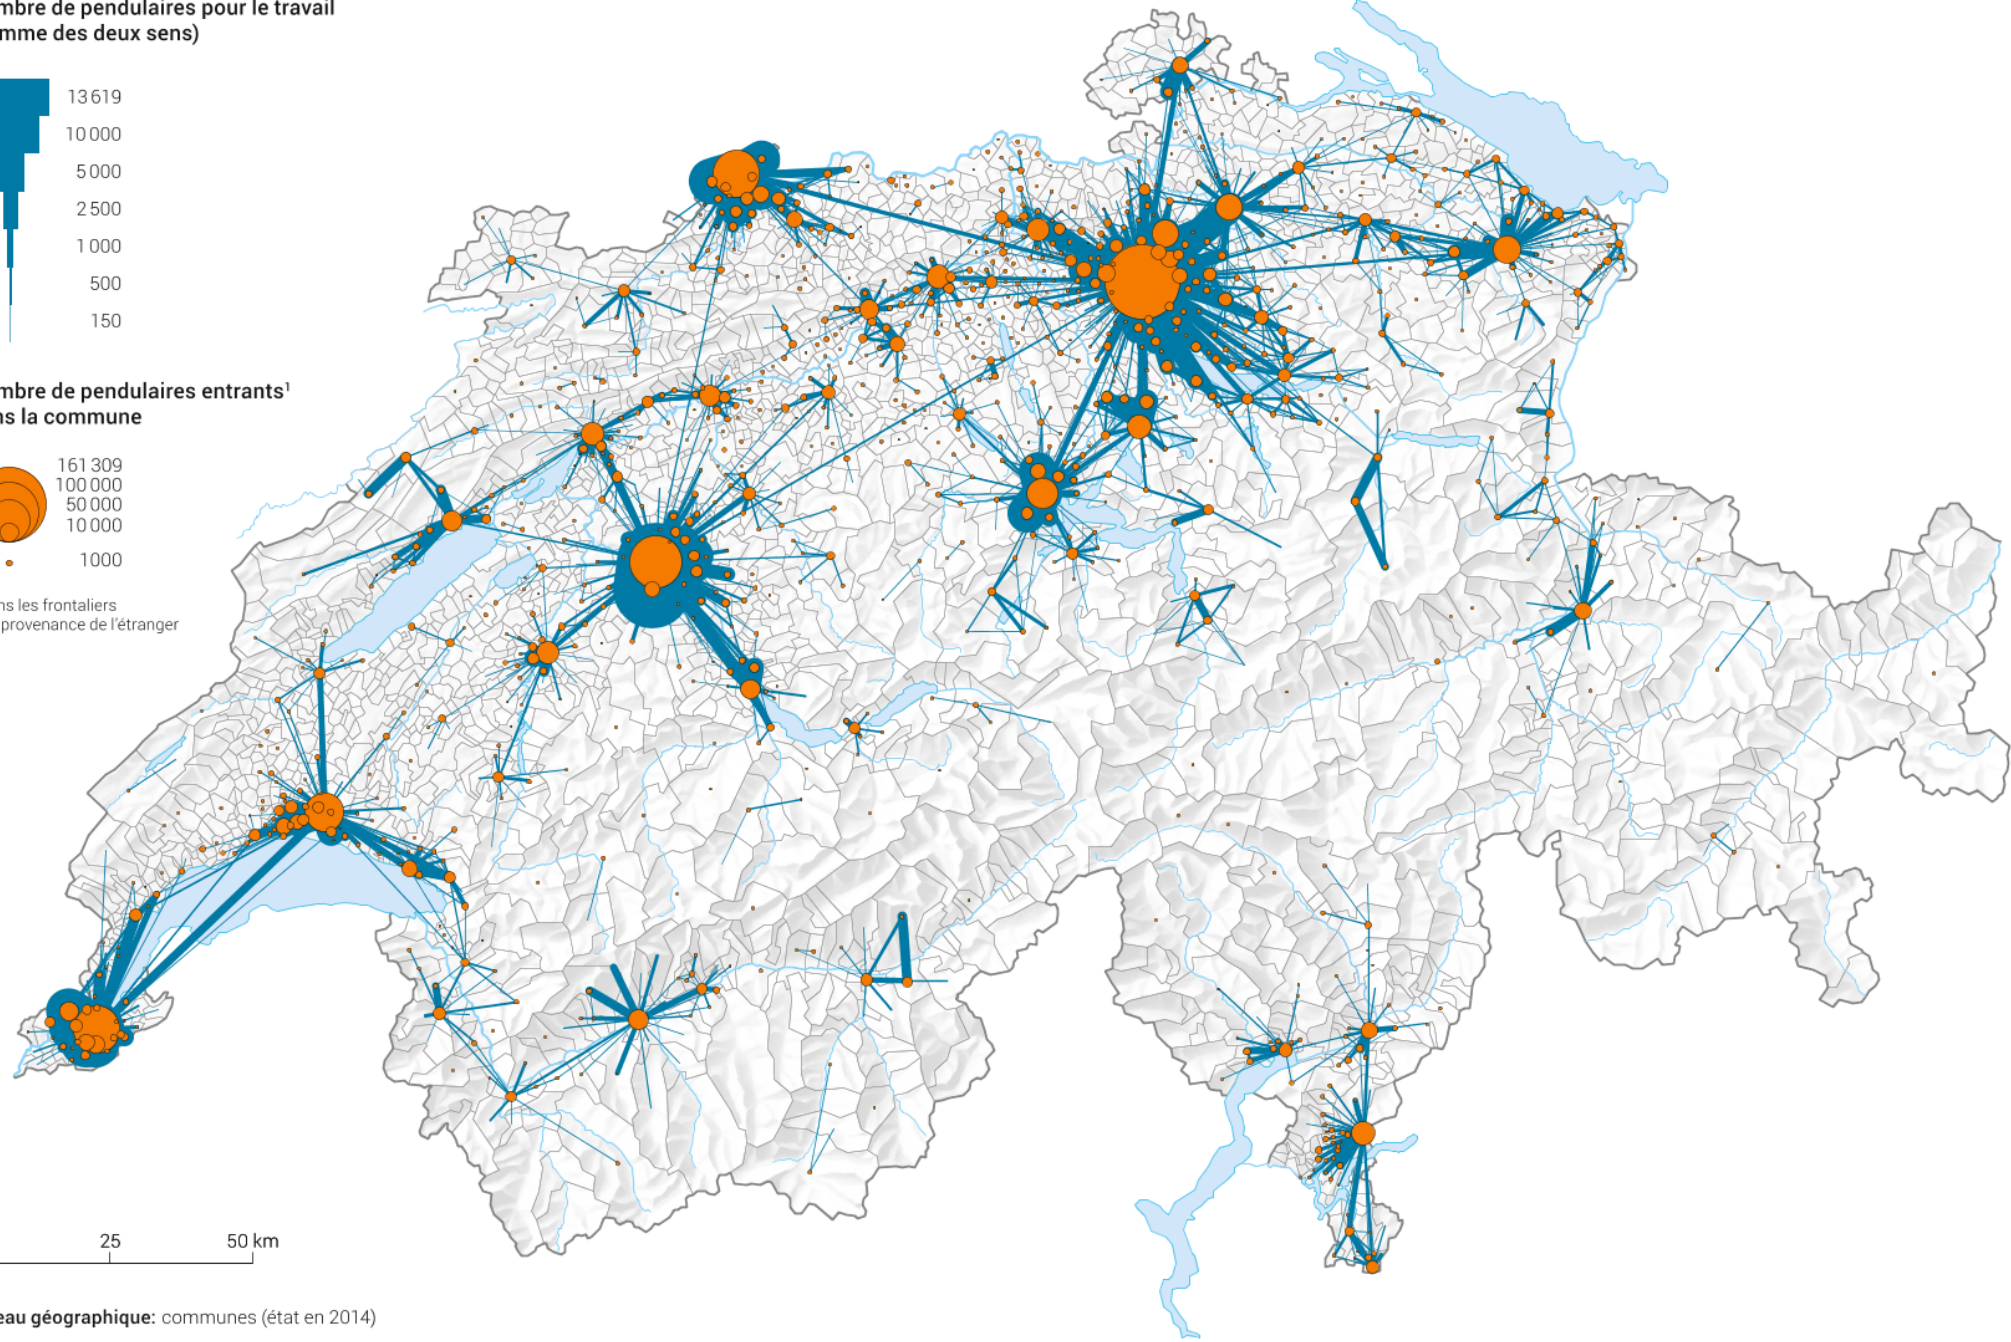 mbre de pendulaires pour le travail
mme des deux sens)
13 619
10 000
5 000
2 500
1 000
500
150
mbre de pendulaires entrants¹
ns la commune
161 309
100 000
50 000
10 000
1000
ns les frontaliers
provenance de l'étranger
25 50 km
eau géographique: communes (état en 2014)